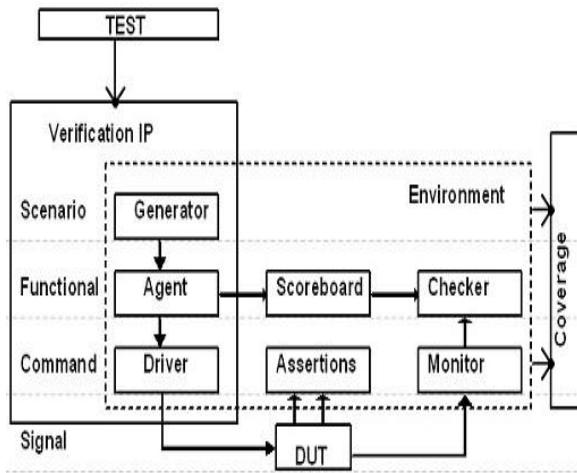 TEST
Verification IP
Environment
Scenario
Generator
Functional
Agent
Scoreboard
Checker
Command
Driver
Assertions
Monitor
Signal
DUT
Coverage